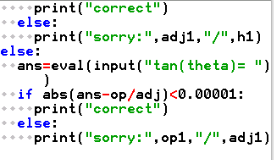 print("correct")
else:
print("sorry:",adj1,"/",h1)
else:
ans=eval(input("tan(theta)= ")
)
if abs(ans-op/adj)<0.00001:
print("correct")
else:
print("sorry:",op1,"/",adj1)